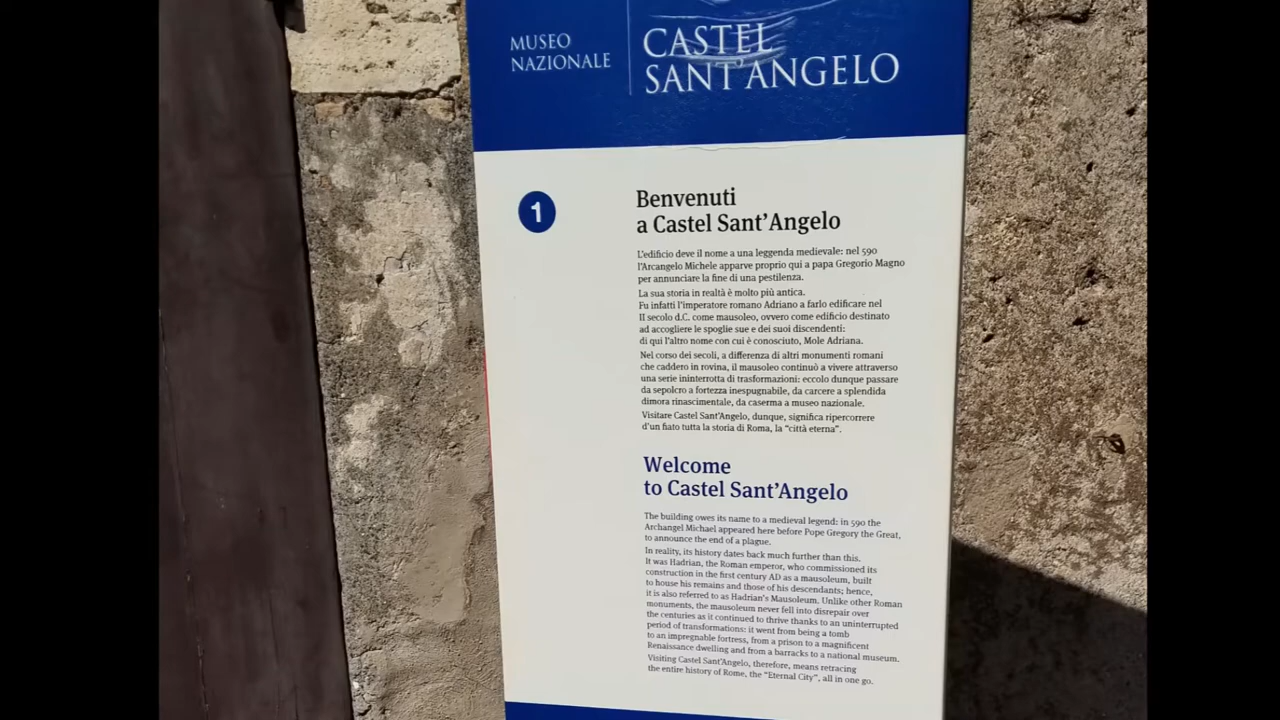 MUSEO
NAZIONALE
CASTEL
SANT'ANGELO
1
Benvenuti
a Castel Sant'Angelo
L'edificio deve il nome a una leggenda medievale: nel 590
l'Arcangelo Michele apparve proprio qui a papa Gregorio Magno
per annunciare la fine di una pestilenza.
La sua storia in realtà è molto più antica.
Fu infatti l'imperatore romano Adriano a farlo edificare nel
II secolo d.C. come mausoleo, ovvero come edificio destinato
ad accogliere le spoglie sue e dei suoi discendenti:
di qui l'altro nome con cui è conosciuto, Mole Adriana.
Nel corso dei secoli, a differenza di altri monumenti romani
che caddero in rovina, il mausoleo continuò a vivere attraverso
una serie ininterrotta di trasformazioni: eccolo dunque passare
da sepolcro a fortezza inespugnabile, da carcere a splendida
dimora rinascimentale, da caserma a museo nazionale.
Visitare Castel Sant'Angelo, dunque, significa ripercorrere
d'un fiato tutta la storia di Roma, la "città eterna".
Welcome
to Castel Sant'Angelo
The building owes its name to a medieval legend: in 590 the
Archangel Michael appeared here before Pope Gregory the Great,
to announce the end of a plague.
In reality, its history dates back much further than this.
It was Hadrian, the Roman emperor, who commissioned its
construction in the first century AD as a mausoleum, built
to house his remains and those of his descendants; hence,
it is also referred to as Hadrian's Mausoleum. Unlike other Roman
monuments, the mausoleum never fell into disrepair over
the centuries as it continued to thrive thanks to an uninterrupted
period of transformations: it went from being a tomb
to an impregnable fortress, from a prison to a magnificent
Renaissance dwelling and from a barracks to a national museum.
Visiting Castel Sant'Angelo, therefore, means retracing
the entire history of Rome, the "Eternal City", all in one go.